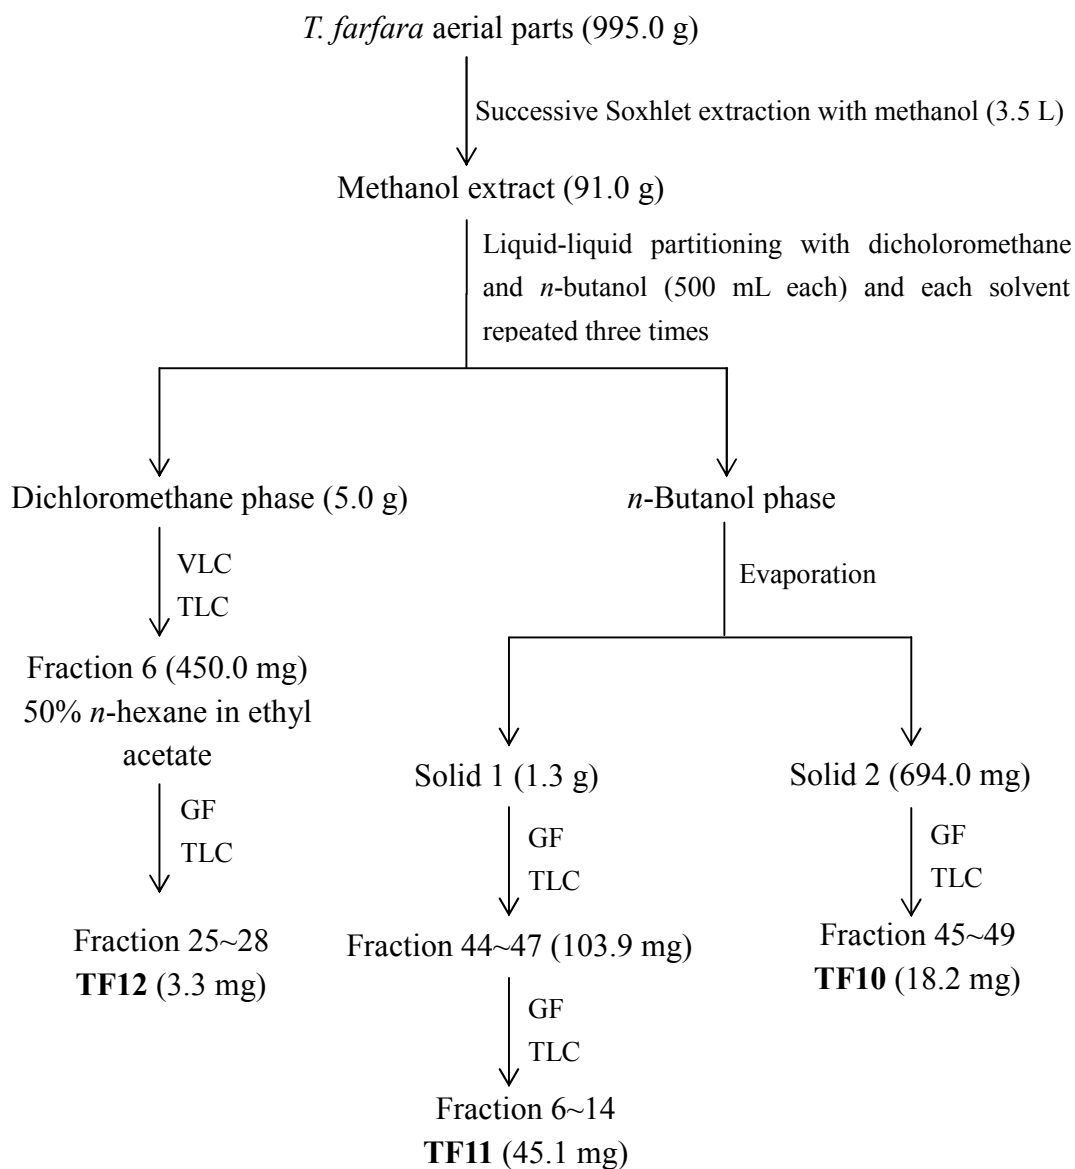 T. farfara aerial parts (995.0 g)
Successive Soxhlet extraction with methanol (3.5 L)
Methanol extract (91.0 g)
Liquid-liquid partitioning with dicholoromethane
and n-butanol (500 mL each) and each solvent
repeated three times
Dichloromethane phase (5.0 g)
n-Butanol phase
VLC
TLC
Evaporation
Fraction 6 (450.0 mg)
50% n-hexane in ethyl
acetate
Solid 1 (1.3 g)
Solid 2 (694.0 mg)
GF
TLC
GF
TLC
GF
TLC
Fraction 25~28
TF12 (3.3 mg)
Fraction 44~47 (103.9 mg)
Fraction 45~49
TF10 (18.2 mg)
GF
TLC
Fraction 6~14
TF11 (45.1 mg)